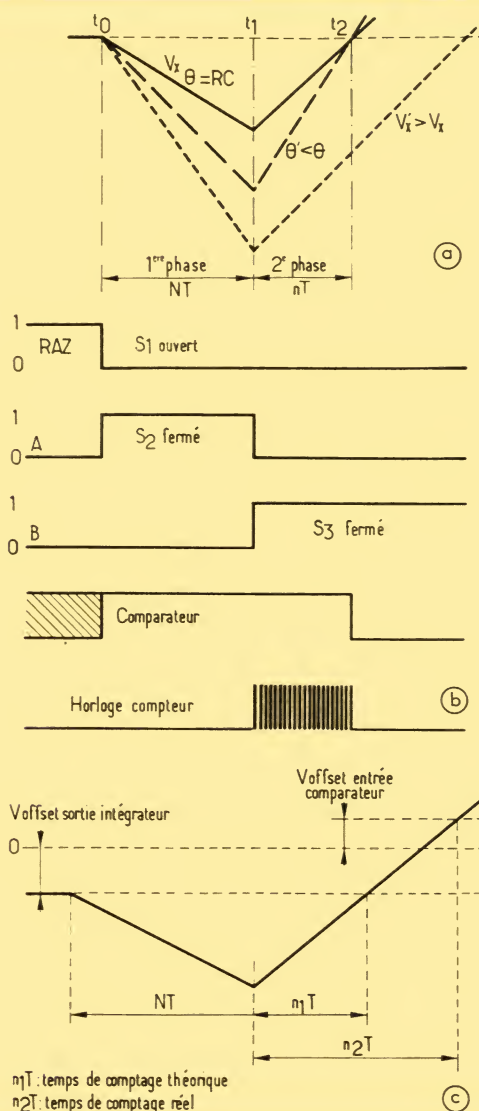 t0 t1 t2
Vx θ=RC
θ'<θ
V'x>Vx
a
1ère phase 2e phase
NT nT
1 RAZ S1 ouvert
0
1 S2 fermé
0 A
1
0 B S3 fermé
Comparateur
Horloge compteur
b
V offset entrée
comparateur
V offset sortie intégrateur
0
NT n1T
n2T
n1T : temps de comptage théorique
n2T : temps de comptage réel
c